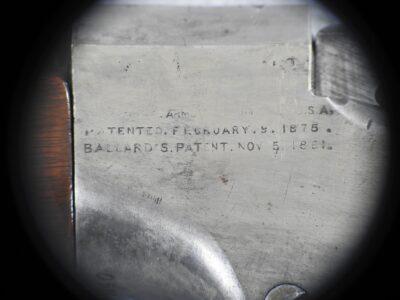 U.S.A.
PATENTED. FEBRUARY. 9. 1875.
BALLARD'S. PATENT. NOV 5. 1861.